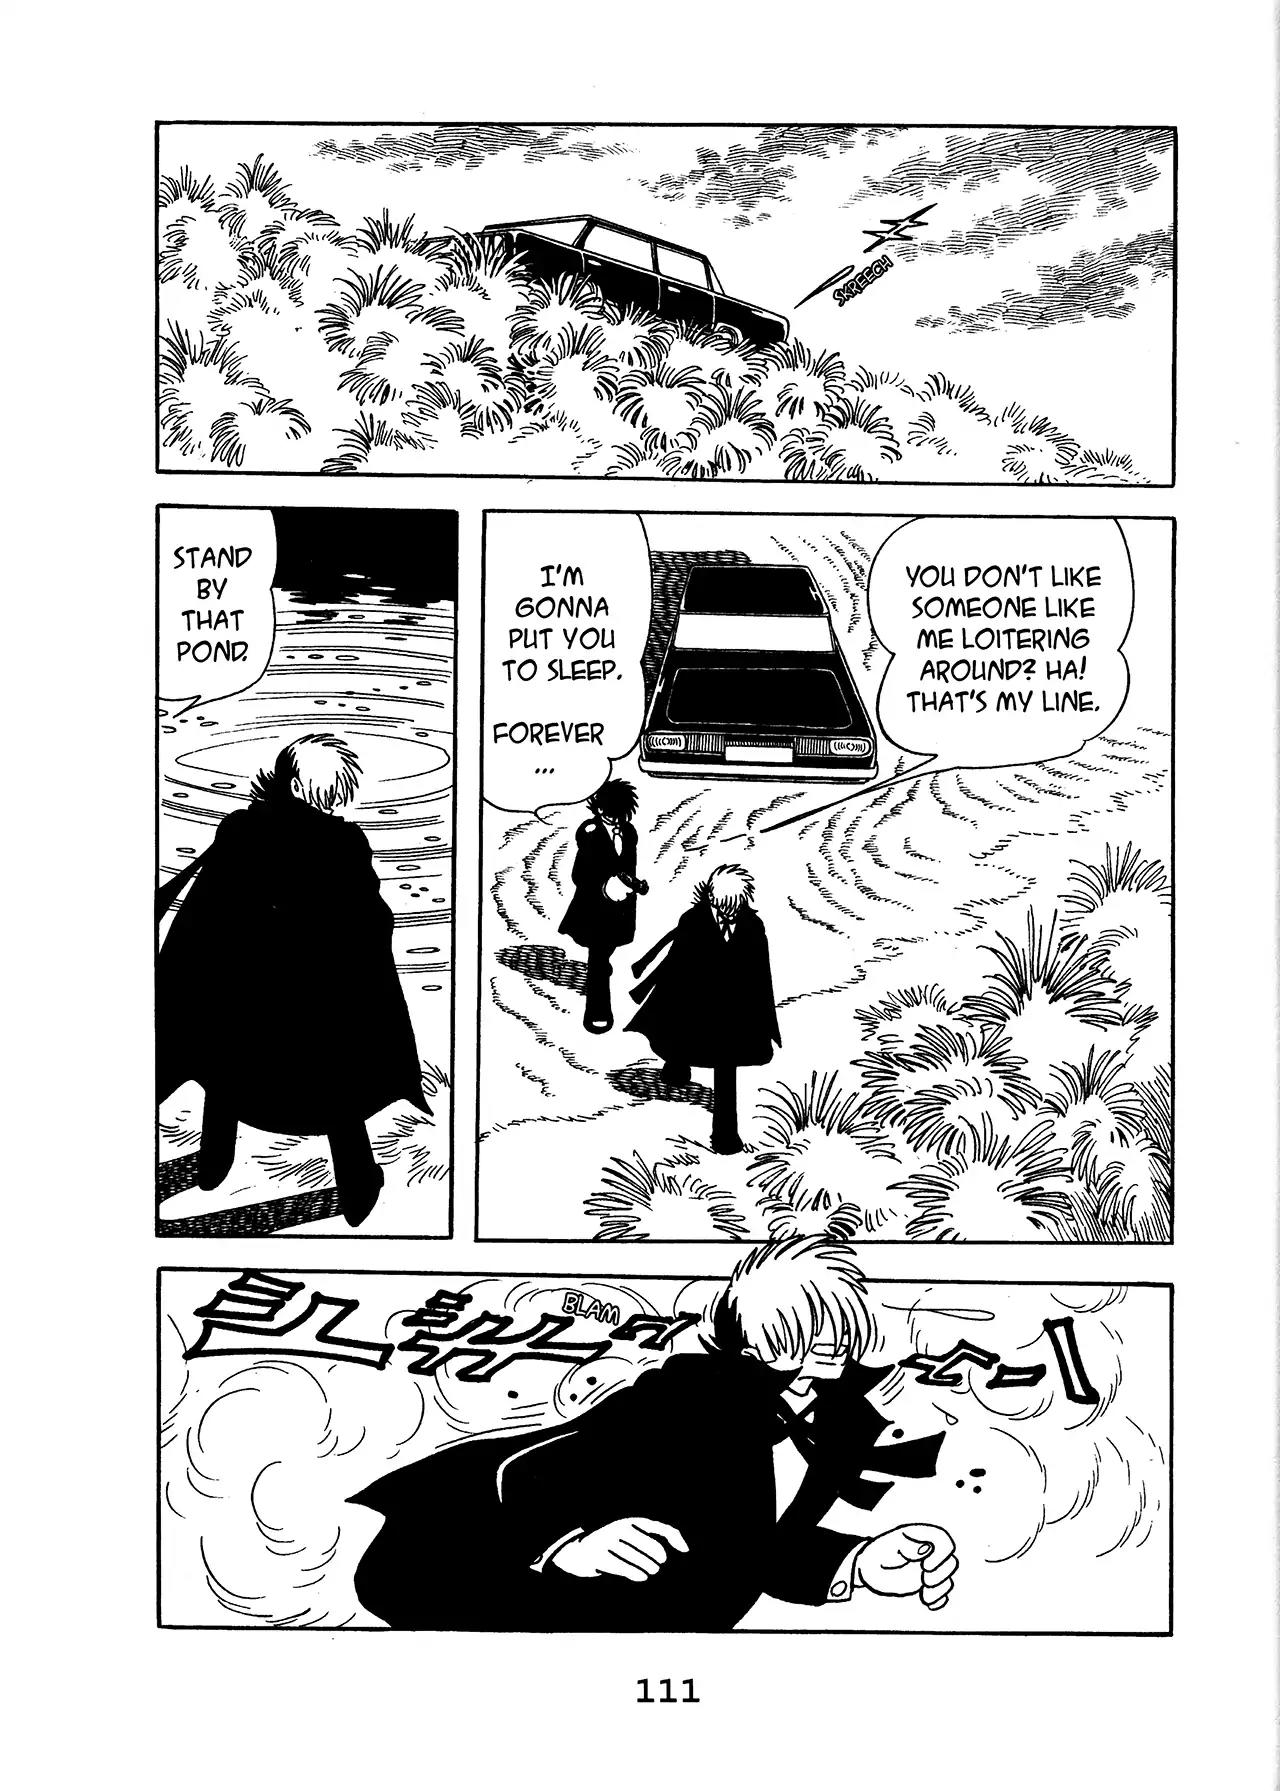 SKREECH
YOU DON'T LIKE
SOMEONE LIKE
ME LOITERING
AROUND? HA!
THAT'S MY LINE.
I'M
GONNA
PUT YOU
TO SLEEP.
FOREVER
...
STAND
BY
THAT
POND.
BLAM
111